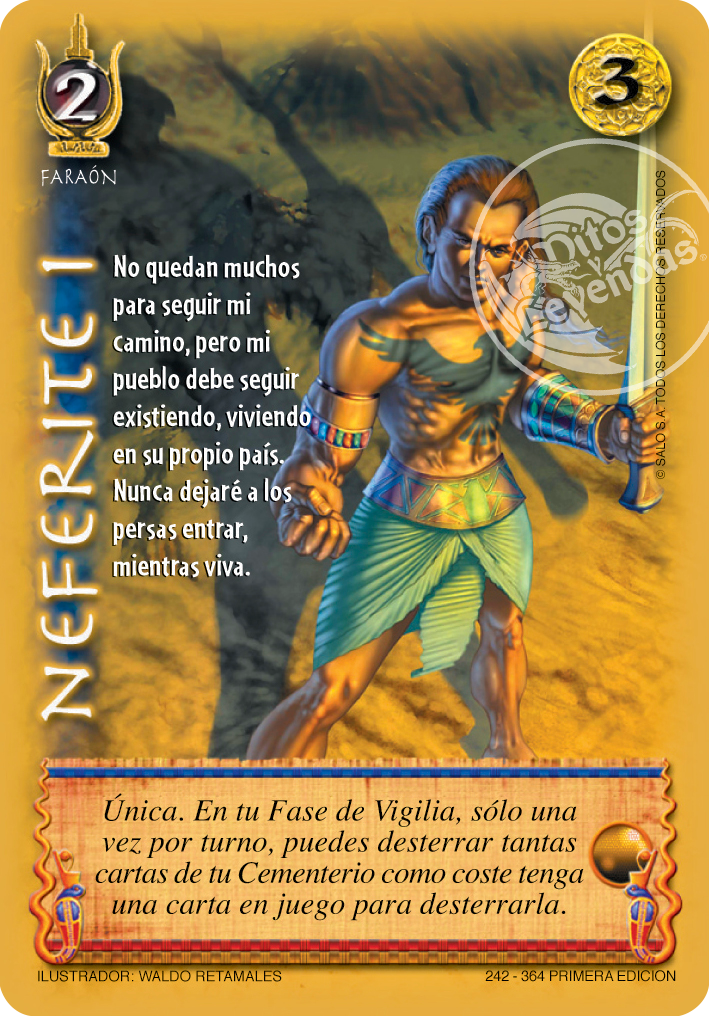 2
3
FARAÓN
NEFERITE I
No quedan muchos
para seguir mi
camino, pero mi
pueblo debe seguir
existiendo, viviendo
en su propio país.
Nunca dejaré a los
persas entrar,
mientras viva.
Mitos
y
Leyendas
© SALO S.A. TODOS LOS DERECHOS RESERVADOS
Única. En tu Fase de Vigilia, sólo una
vez por turno, puedes desterrar tantas
cartas de tu Cementerio como coste tenga
una carta en juego para desterrarla.
ILUSTRADOR: WALDO RETAMALES
242 - 364 PRIMERA EDICION